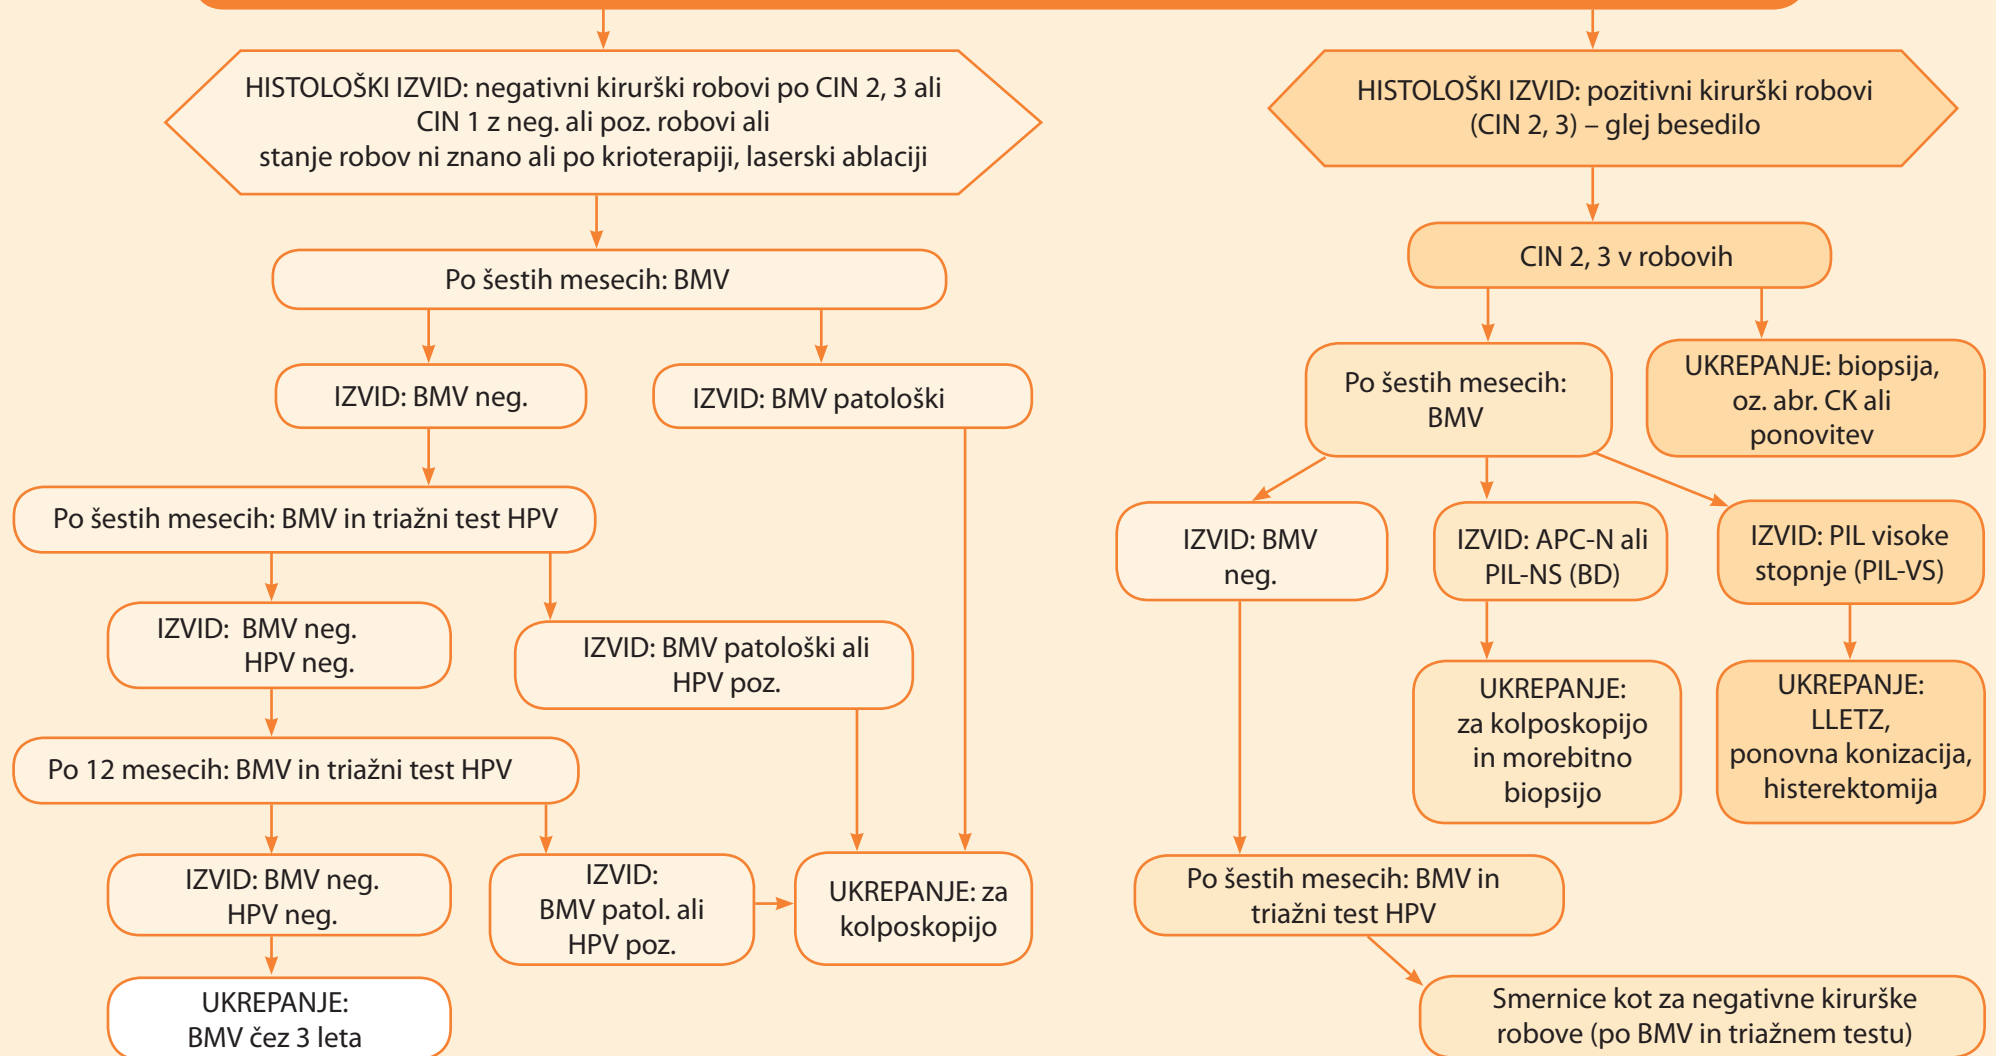 HISTOLOŠKI IZVID: negativni kirurški robovi po CIN 2, 3 ali
CIN 1 z neg. ali poz. robovi ali
stanje robov ni znano ali po krioterapiji, laserski ablaciji
Po šestih mesecih: BMV
IZVID: BMV neg.
IZVID: BMV patološki
Po šestih mesecih: BMV in triažni test HPV
IZVID: BMV neg.
HPV neg.
IZVID: BMV patološki ali
HPV poz.
Po 12 mesecih: BMV in triažni test HPV
IZVID: BMV neg.
HPV neg.
IZVID:
BMV patol. ali
HPV poz.
UKREPANJE: za
kolposkopijo
UKREPANJE:
BMV čez 3 leta
HISTOLOŠKI IZVID: pozitivni kirurški robovi
(CIN 2, 3) – glej besedilo
CIN 2, 3 v robovih
Po šestih mesecih:
BMV
UKREPANJE: biopsija,
oz. abr. CK ali
ponovitev
IZVID: BMV
neg.
IZVID: APC-N ali
PIL-NS (BD)
IZVID: PIL visoke
stopnje (PIL-VS)
UKREPANJE:
za kolposkopijo
in morebitno
biopsijo
UKREPANJE:
LLETZ,
ponovna konizacija,
histerektomija
Po šestih mesecih: BMV in
triažni test HPV
Smernice kot za negativne kirurške
robove (po BMV in triažnem testu)